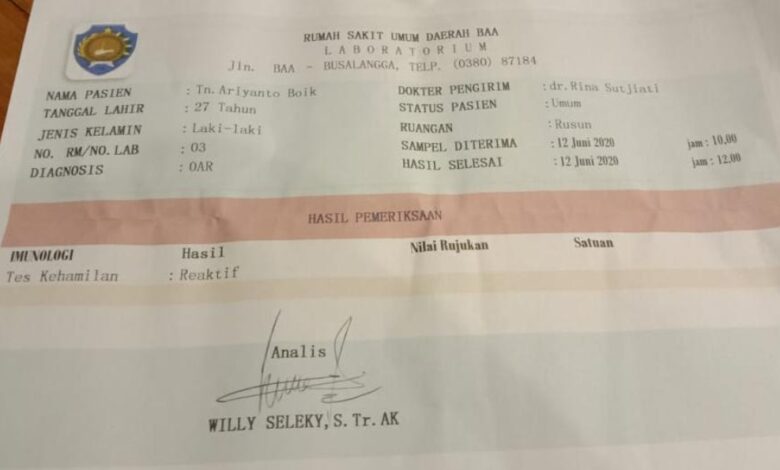 RUMAH SAKIT UMUM DAERAH BAA
LABORATORIUM
Jln. BAA - BUSALANGGA, TELP. (0380) 87184
NAMA PASIEN : Tn. Ariyanto Boik
TANGGAL LAHIR : 27 Tahun
JENIS KELAMIN : Laki-laki
NO. RM/NO. LAB : 03
DIAGNOSIS : OAR
DOKTER PENGIRIM : dr. Rina Sutjiati
STATUS PASIEN : Umum
RUANGAN : Rusun
SAMPEL DITERIMA : 12 Juni 2020 jam : 10.00
HASIL SELESAI : 12 Juni 2020 jam : 12.00
HASIL PEMERIKSAAN
IMUNOLOGI Hasil Nilai Rujukan Satuan
Tes Kehamilan : Reaktif
Analis
WILLY SELEKY, S. Tr. AK